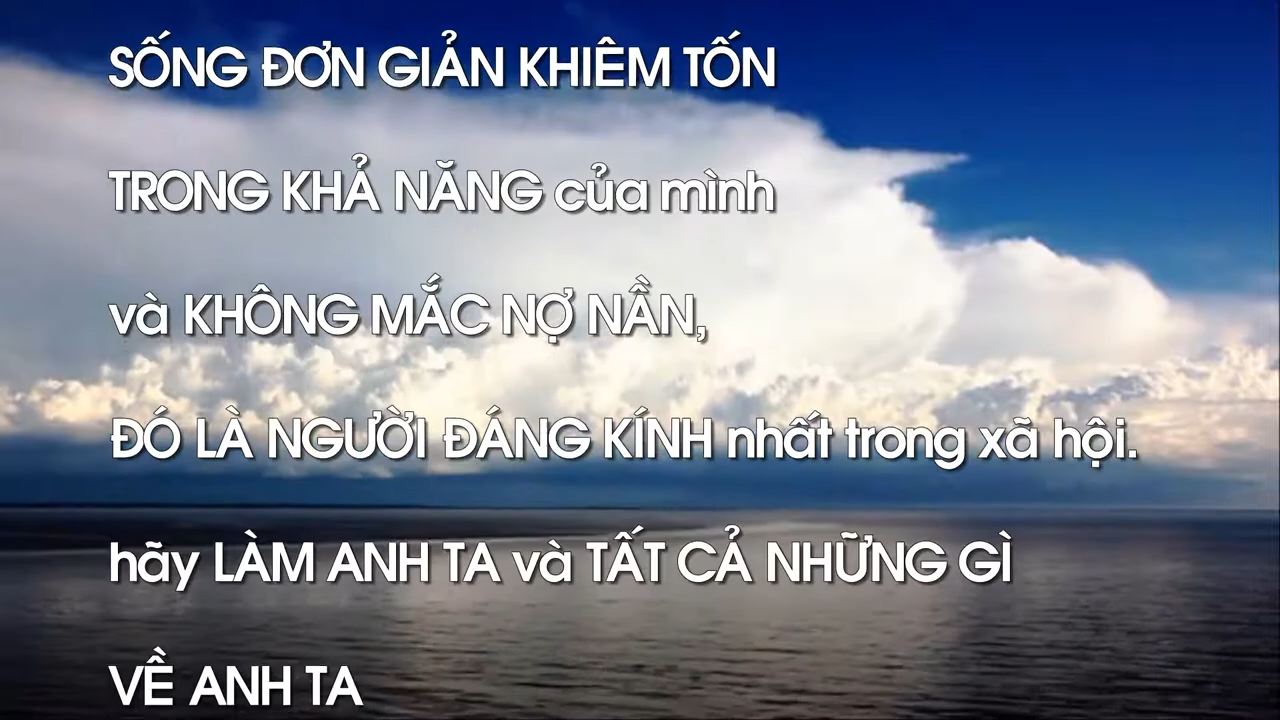 SỐNG ĐƠN GIẢN KHIÊM TỐN
TRONG KHẢ NĂNG của mình
và KHÔNG MẮC NỢ NẦN,
ĐÓ LÀ NGƯỜI ĐÁNG KÍNH nhất trong xã hội.
hãy LÀM ANH TA và TẤT CẢ NHỮNG GÌ
VỀ ANH TA